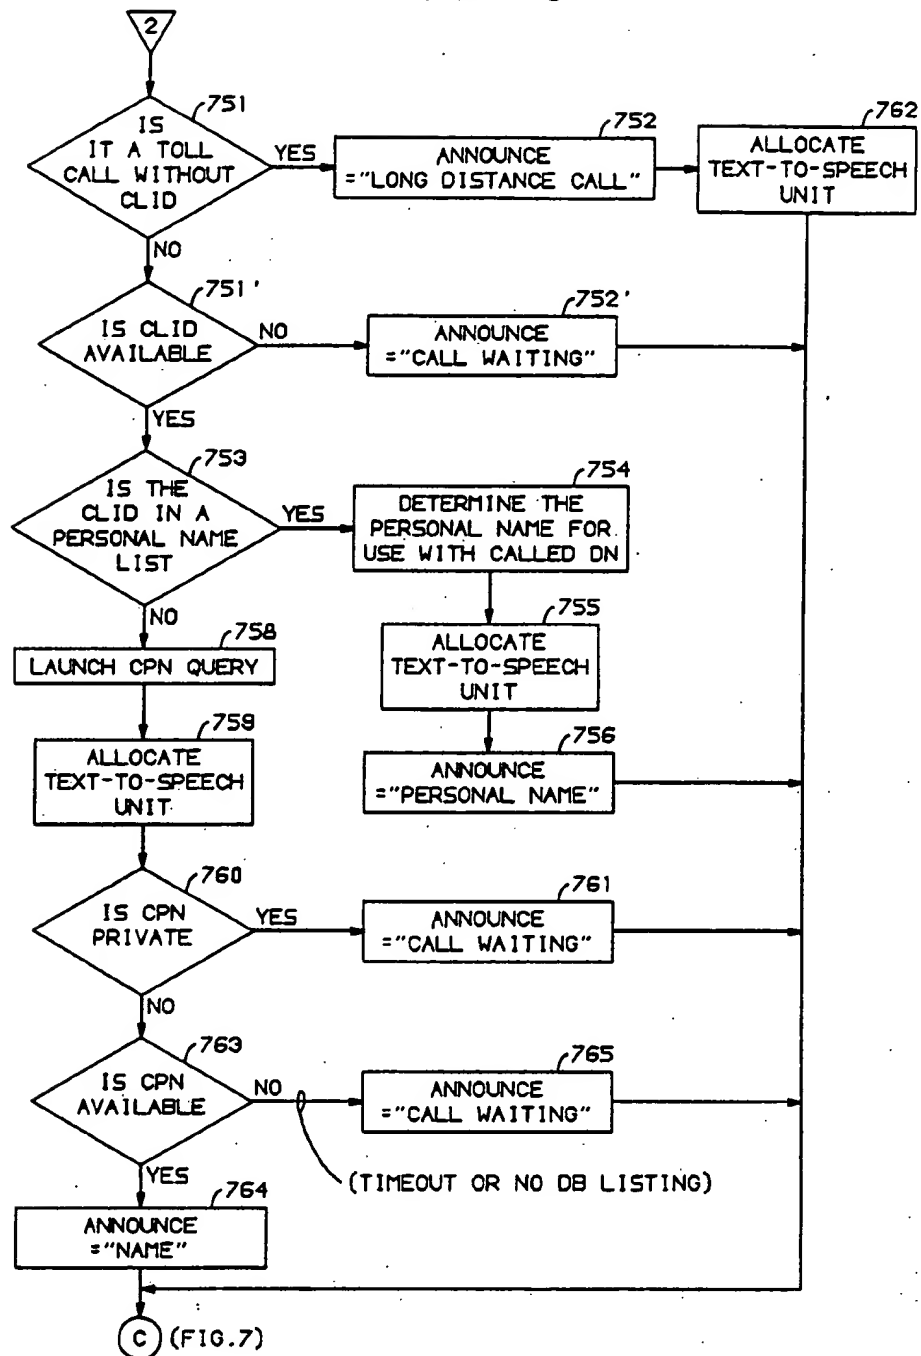 2
751
IS
IT A TOLL
CALL WITHOUT
CLID
YES
752
ANNOUNCE
="LONG DISTANCE CALL"
762
ALLOCATE
TEXT-TO-SPEECH
UNIT
NO
751'
IS CLID
AVAILABLE
NO
752'
ANNOUNCE
="CALL WAITING"
YES
753
IS THE
CLID IN A
PERSONAL NAME
LIST
YES
754
DETERMINE THE
PERSONAL NAME FOR
USE WITH CALLED DN
NO
755
ALLOCATE
TEXT-TO-SPEECH
UNIT
758
LAUNCH CPN QUERY
759
ALLOCATE
TEXT-TO-SPEECH
UNIT
756
ANNOUNCE
="PERSONAL NAME"
760
IS CPN
PRIVATE
YES
761
ANNOUNCE
="CALL WAITING"
NO
763
IS CPN
AVAILABLE
NO
765
ANNOUNCE
="CALL WAITING"
(TIMEOUT OR NO DB LISTING)
YES
764
ANNOUNCE
="NAME"
C (FIG.7)